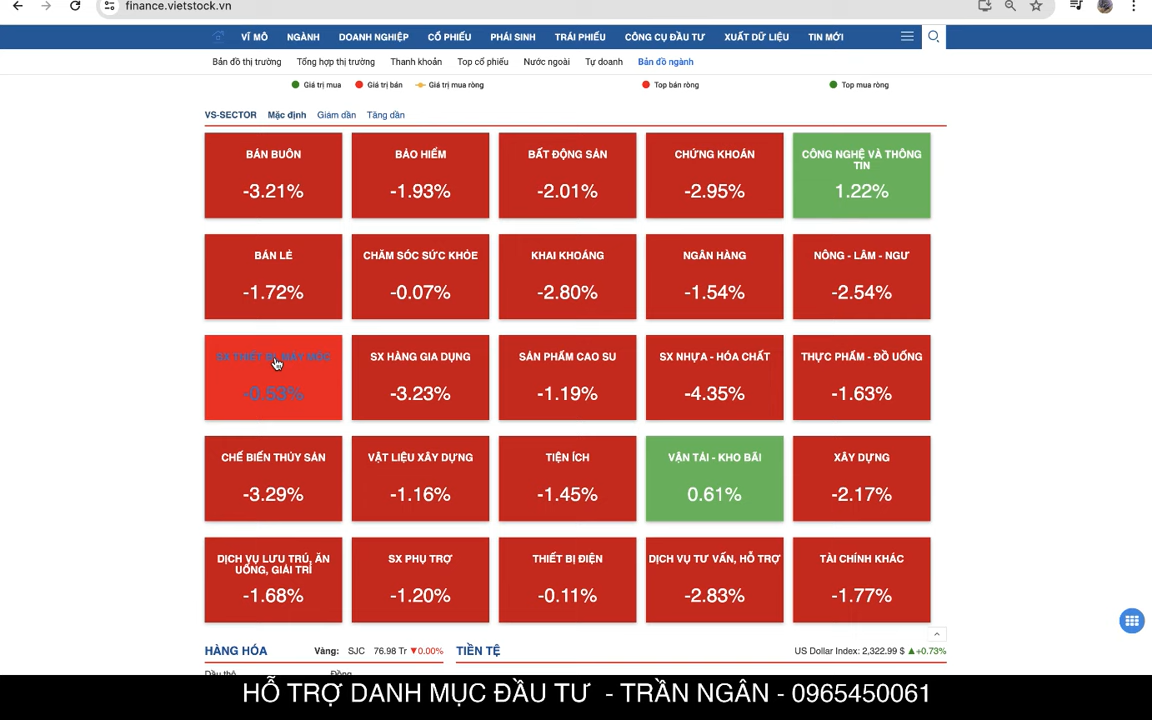 finance.vietstock.vn
VĨ MÔ NGÀNH DOANH NGHIỆP CỔ PHIẾU PHÁI SINH TRÁI PHIẾU CÔNG CỤ ĐẦU TƯ XUẤT DỮ LIỆU TIN MỚI
Bản đồ thị trường Tổng hợp thị trường Thanh khoản Top cổ phiếu Nước ngoài Tự doanh Bản đồ ngành
Giá trị mua Giá trị bán Giá trị mua ròng Top bán ròng Top mua ròng
VS-SECTOR Mặc định Giảm dần Tăng dần
BÁN BUÔN BẢO HIỂM BẤT ĐỘNG SẢN CHỨNG KHOÁN CÔNG NGHỆ VÀ THÔNG
TIN
-3.21% -1.93% -2.01% -2.95% 1.22%
BÁN LẺ CHĂM SÓC SỨC KHỎE KHAI KHOÁNG NGÂN HÀNG NÔNG - LÂM - NGƯ
-1.72% -0.07% -2.80% -1.54% -2.54%
SX THIẾT BỊ, MÁY MÓC SX HÀNG GIA DỤNG SẢN PHẨM CAO SU SX NHỰA - HÓA CHẤT THỰC PHẨM - ĐỒ UỐNG
-0.53% -3.23% -1.19% -4.35% -1.63%
CHẾ BIẾN THỦY SẢN VẬT LIỆU XÂY DỰNG TIỆN ÍCH VẬN TẢI - KHO BÃI XÂY DỰNG
-3.29% -1.16% -1.45% 0.61% -2.17%
DỊCH VỤ LƯU TRÚ, ĂN
UỐNG, GIẢI TRÍ SX PHỤ TRỢ THIẾT BỊ ĐIỆN DỊCH VỤ TƯ VẤN, HỖ TRỢ TÀI CHÍNH KHÁC
-1.68% -1.20% -0.11% -2.83% -1.77%
HÀNG HÓA Vàng: SJC 76.98 Tr ▼0.00% TIỀN TỆ US Dollar Index: 2,322.99 $ ▲+0.73%
Dầu thô Đồng
HỖ TRỢ DANH MỤC ĐẦU TƯ - TRẦN NGÂN - 0965450061